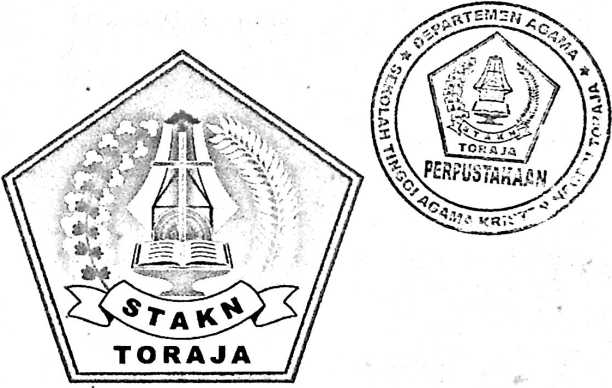 STAKN
TORAJA
★ DEPARTEMEN AGAMA ★
SEKOLAH TINGGI AGAMA KRISTEN NEGERI TORAJA
STAKN
TORAJA
PERPUSTAKAAN